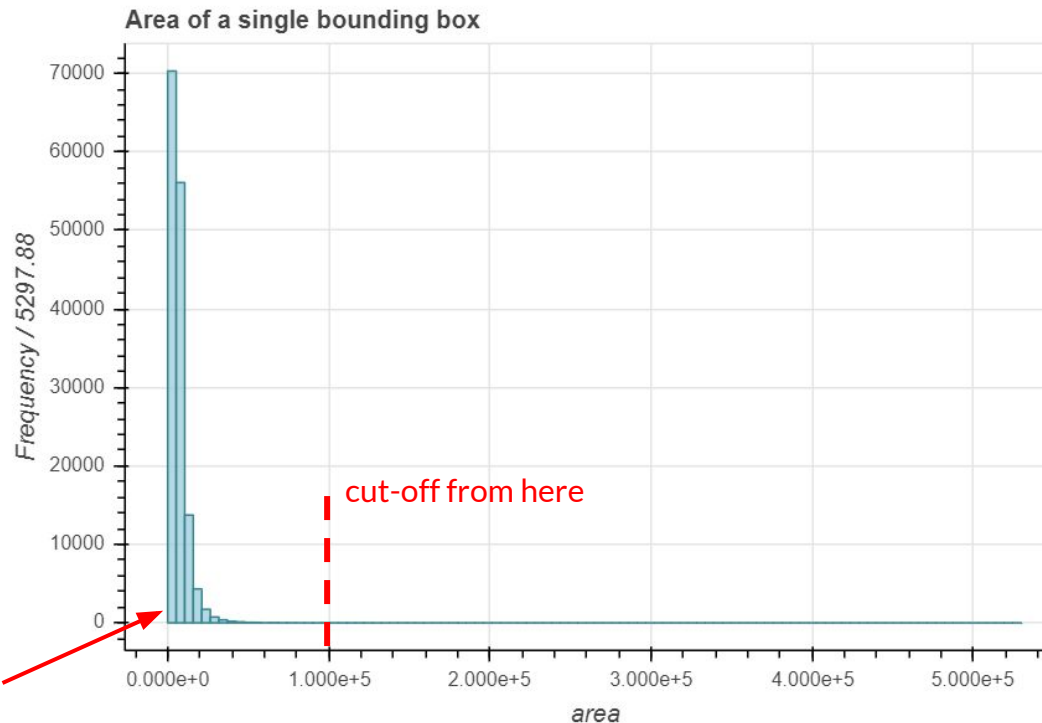 Area of a single bounding box
70000
60000
50000
40000
30000
20000
10000
0
Frequency / 5297.88
cut-off from here
0.000e+0 1.000e+5 2.000e+5 3.000e+5 4.000e+5 5.000e+5
area